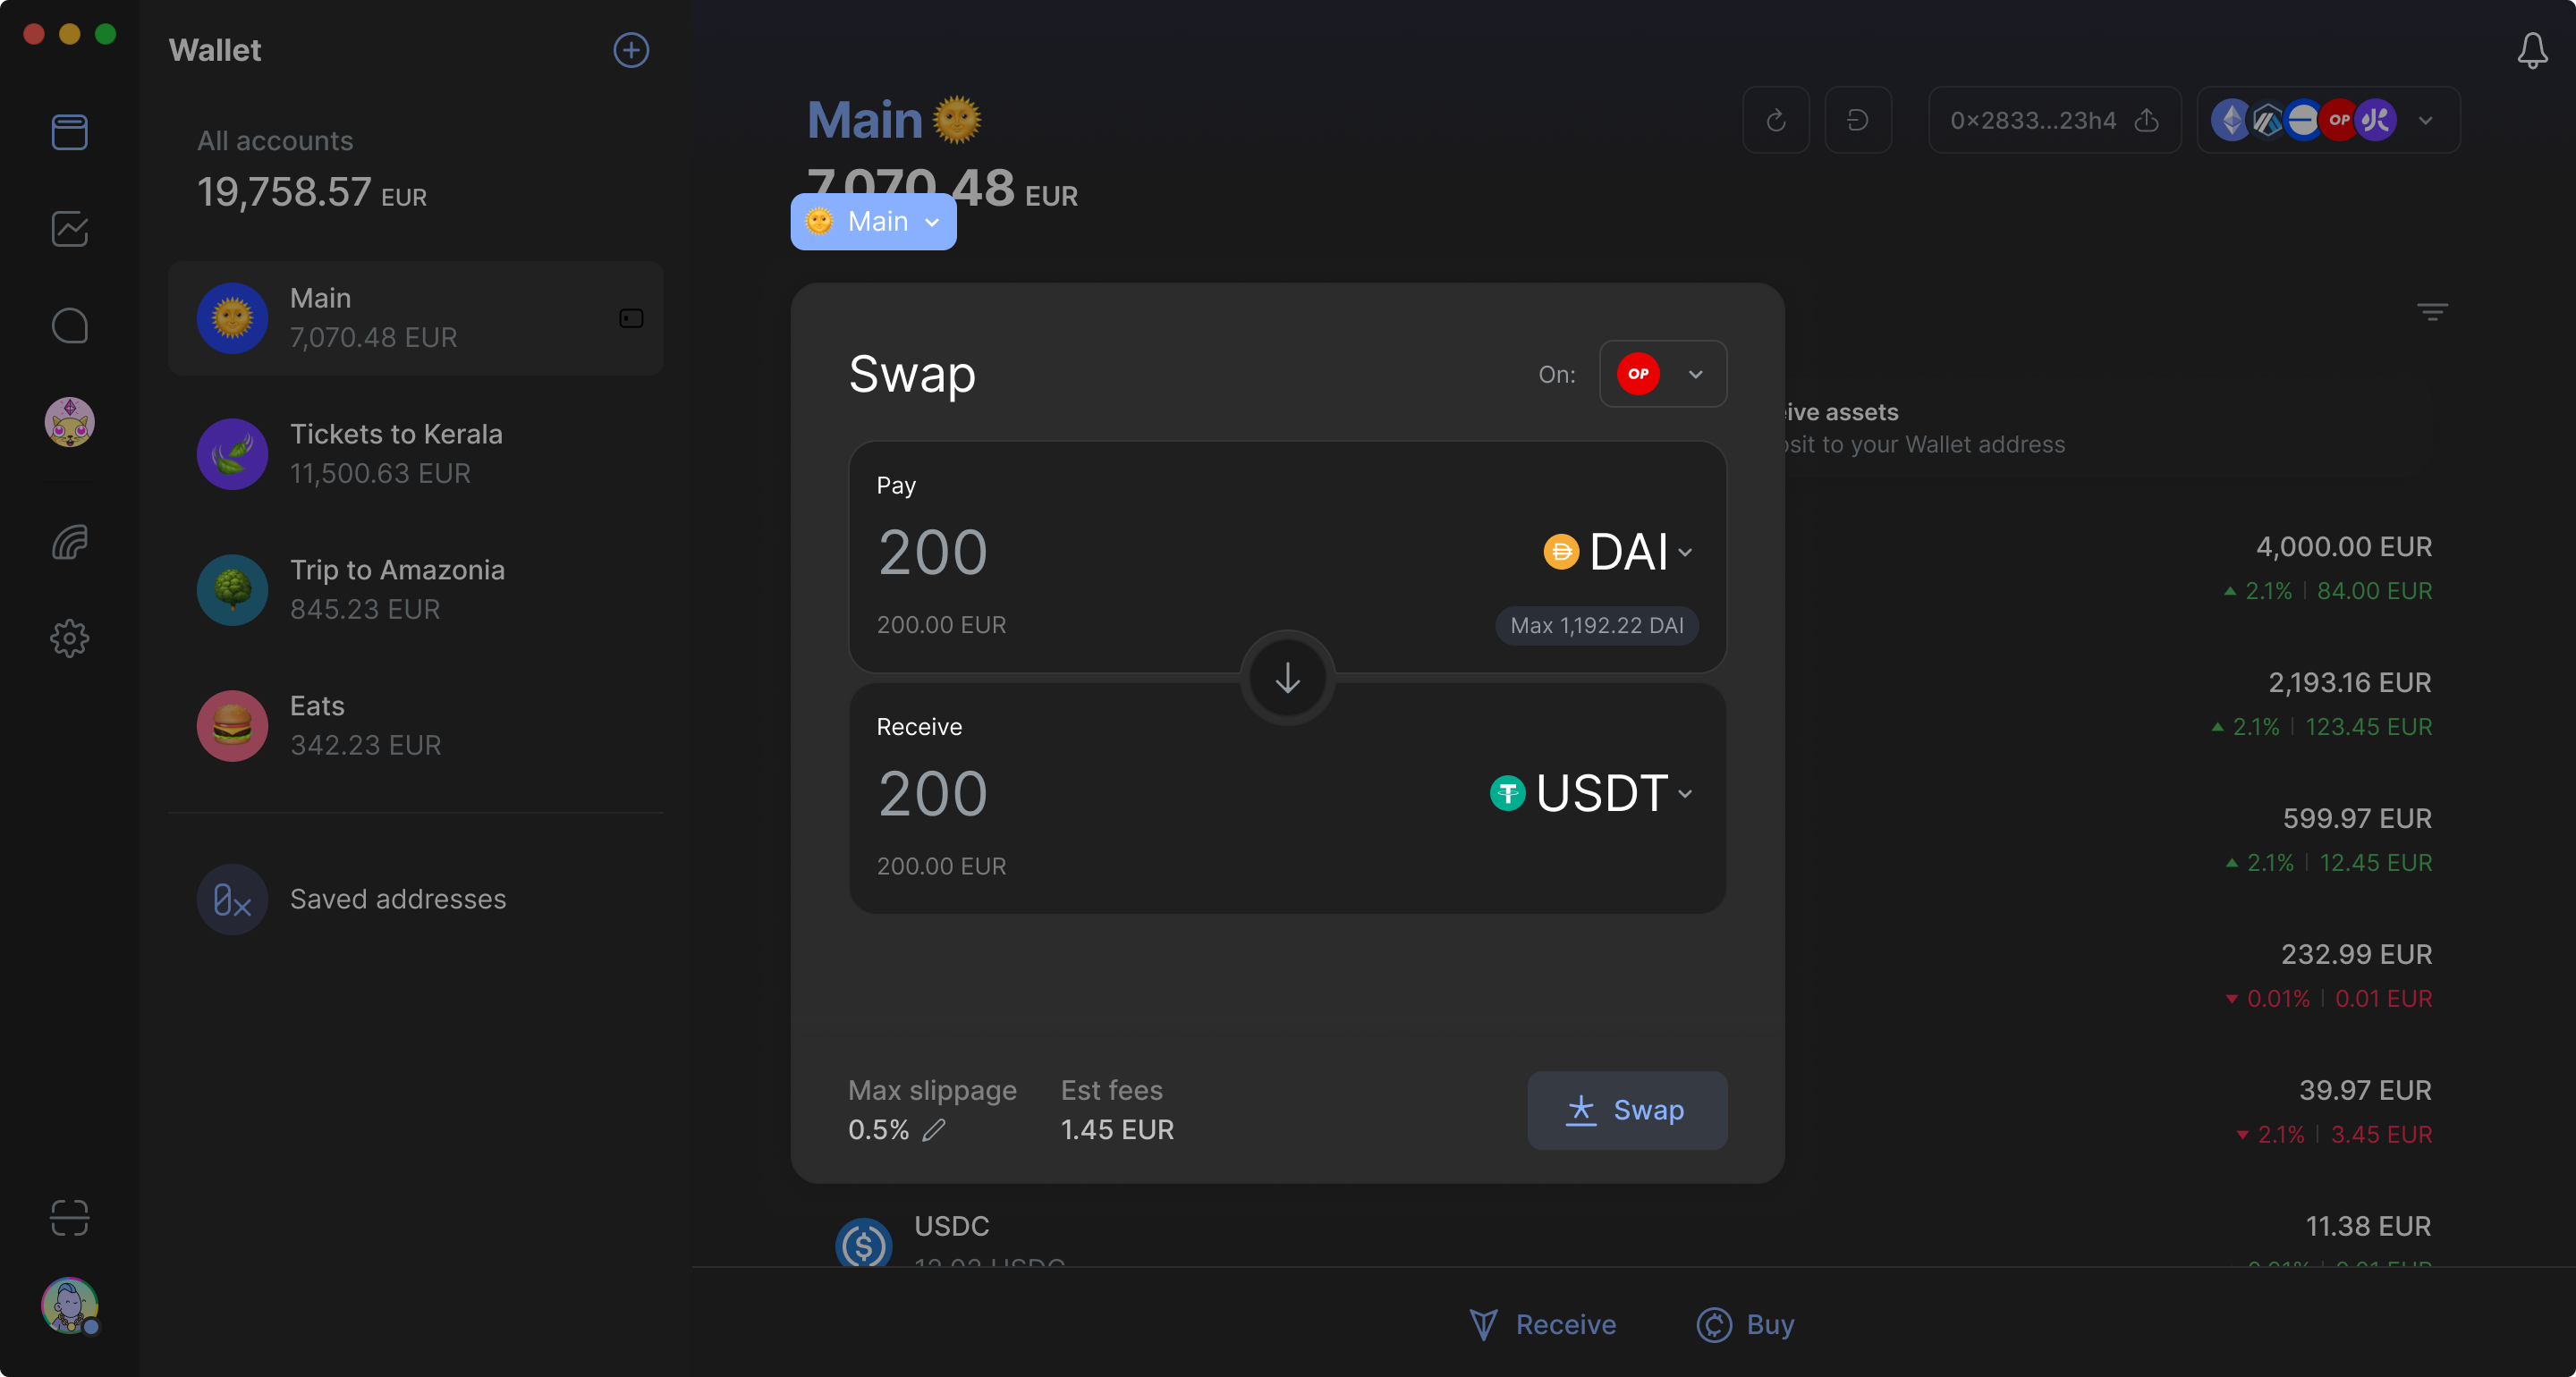 Wallet
All accounts
19,758.57 EUR
Main
7,070.48 EUR
Tickets to Kerala
11,500.63 EUR
Trip to Amazonia
845.23 EUR
Eats
342.23 EUR
Saved addresses
Main
7,070.48 EUR
0x2833...23h4
OP
Main
Swap
On:
OP
Pay
200
DAI
200.00 EUR
Max 1,192.22 DAI
Receive
200
USDT
200.00 EUR
Max slippage
0.5%
Est fees
1.45 EUR
Swap
assets
to your Wallet address
4,000.00 EUR
2.1% | 84.00 EUR
2,193.16 EUR
2.1% | 123.45 EUR
599.97 EUR
2.1% | 12.45 EUR
232.99 EUR
0.01% | 0.01 EUR
39.97 EUR
2.1% | 3.45 EUR
USDC
11.38 EUR
Receive
Buy